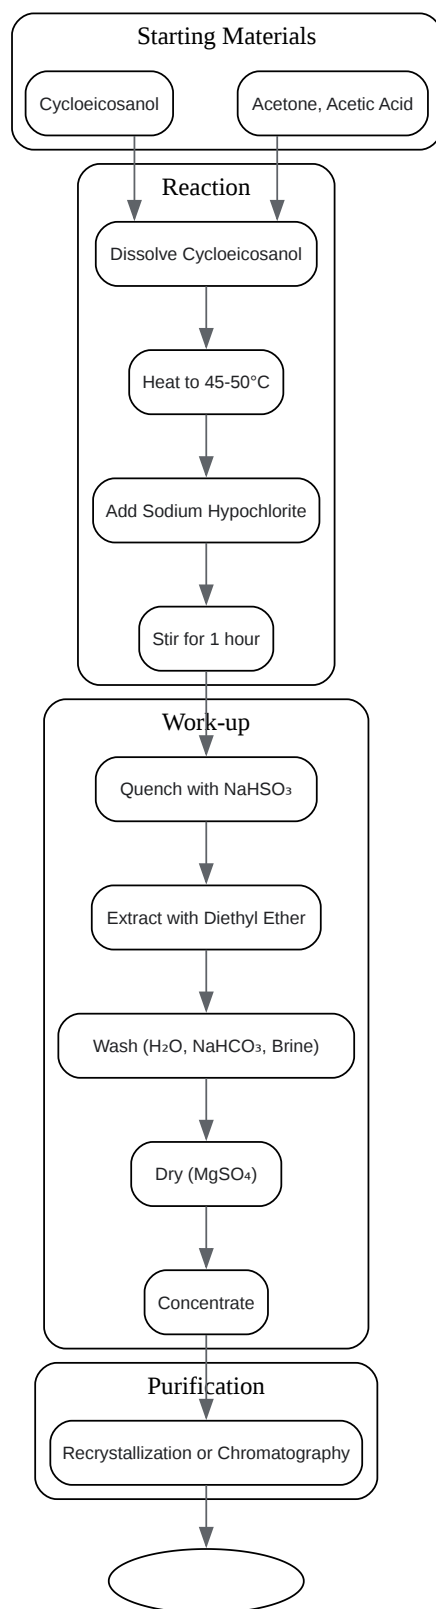 Starting Materials
Cycloeicosanol
Acetone, Acetic Acid
Reaction
Dissolve Cycloeicosanol
Heat to 45-50°C
Add Sodium Hypochlorite
Stir for 1 hour
Work-up
Quench with NaHSO₃
Extract with Diethyl Ether
Wash (H₂O, NaHCO₃, Brine)
Dry (MgSO₄)
Concentrate
Purification
Recrystallization or Chromatography